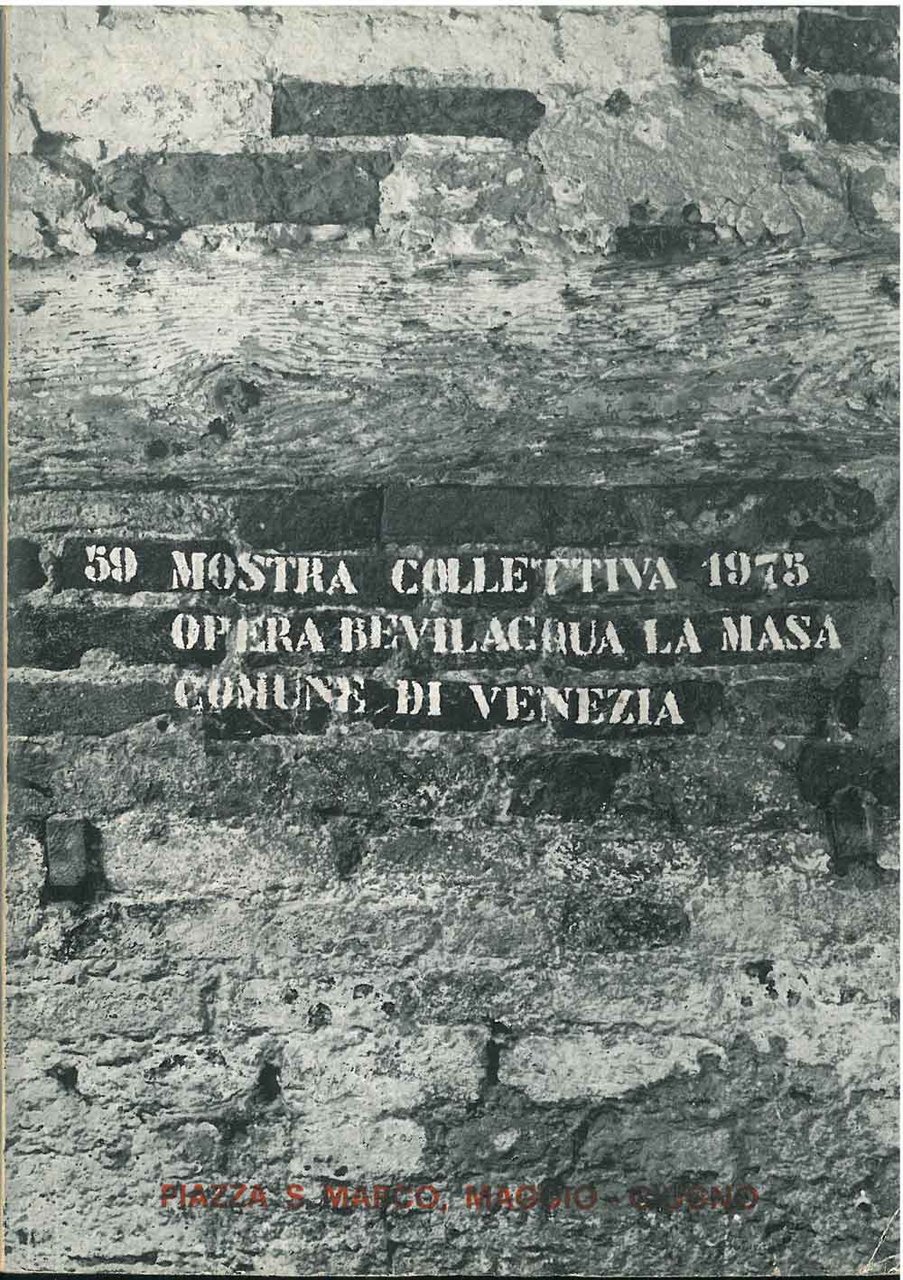 59 MOSTRA COLLETTIVA 1975
OPERA BEVILACQUA LA MASA
COMUNE DI VENEZIA
PIAZZA S. MARCO, MAGGIO - GIUGNO